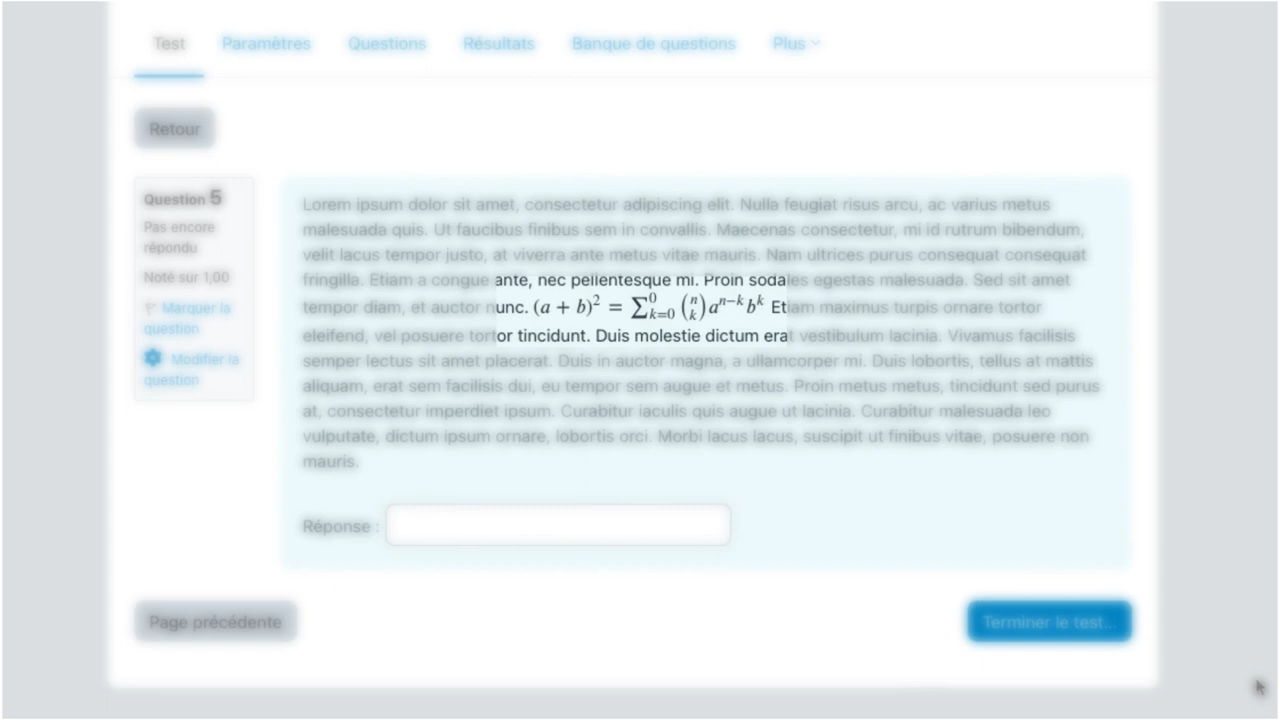 Test Paramètres Questions Résultats Banque de questions Plus
Retour
Question 5
Pas encore
répondu
Noté sur 1,00
Marquer la
question
Modifier la
question
Lorem ipsum dolor sit amet, consectetur adipiscing elit. Nulla feugiat risus arcu, ac varius metus
malesuada quis. Ut faucibus finibus sem in convallis. Maecenas consectetur, mi id rutrum bibendum,
velit lacus tempor justo, at viverra ante metus vitae mauris. Nam ultrices purus consequat consequat
fringilla. Etiam a congue ante, nec pellentesque mi. Proin sodales egestas malesuada. Sed sit amet
tempor diam, et auctor nunc. (a + b)² = ∑_{k=0}^{0} \binom{n}{k} a^{n−k} b^k Etiam maximus turpis ornare tortor
eleifend, vel posuere tortor tincidunt. Duis molestie dictum erat vestibulum lacinia. Vivamus facilisis
semper lectus sit amet placerat. Duis in auctor magna, a ullamcorper mi. Duis lobortis, tellus at mattis
aliquam, erat sem facilisis dui, eu tempor sem augue et metus. Proin metus metus, tincidunt sed purus
at, consectetur imperdiet ipsum. Curabitur iaculis quis augue ut lacinia. Curabitur malesuada leo
vulputate, dictum ipsum ornare, lobortis orci. Morbi lacus lacus, suscipit ut finibus vitae, posuere non
mauris.
Réponse :
Page précédente
Terminer le test...